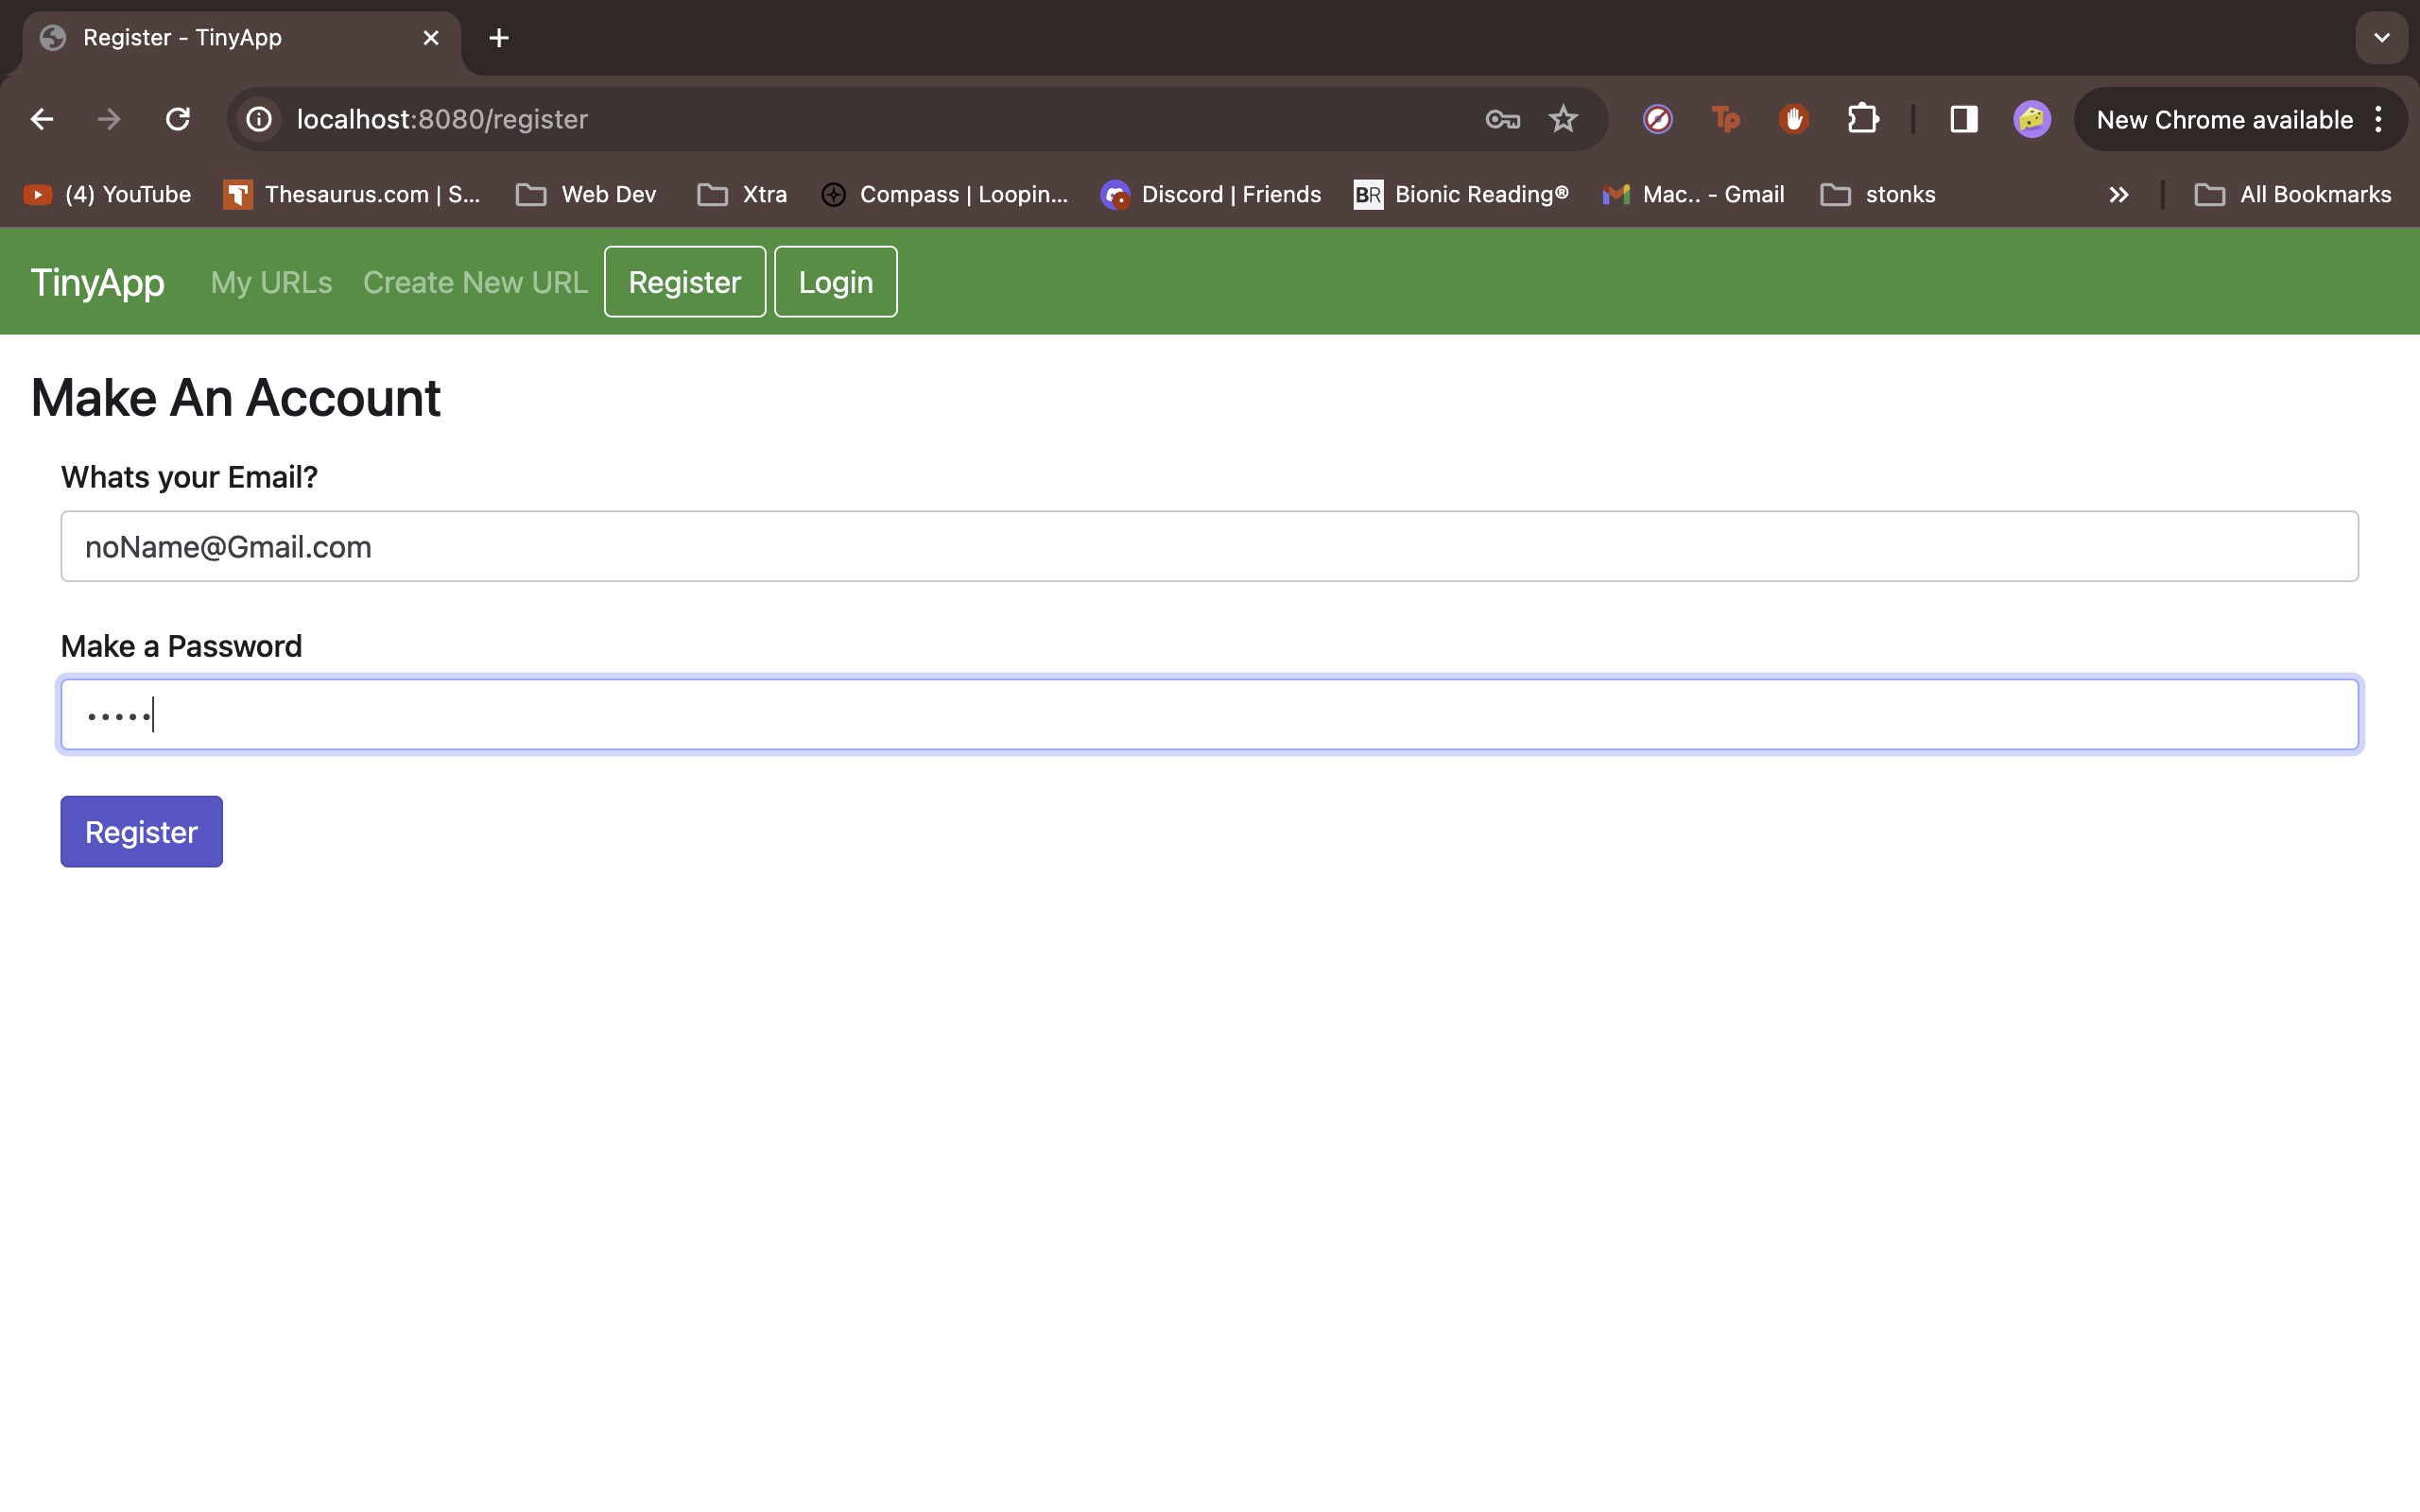 Register - TinyApp
localhost:8080/register
New Chrome available
(4) YouTube Thesaurus.com | S... Web Dev Xtra Compass | Loopin... Discord | Friends BR Bionic Reading® Mac.. - Gmail stonks All Bookmarks
TinyApp My URLs Create New URL Register Login
Make An Account
Whats your Email?
noName@Gmail.com
Make a Password
•••••
Register